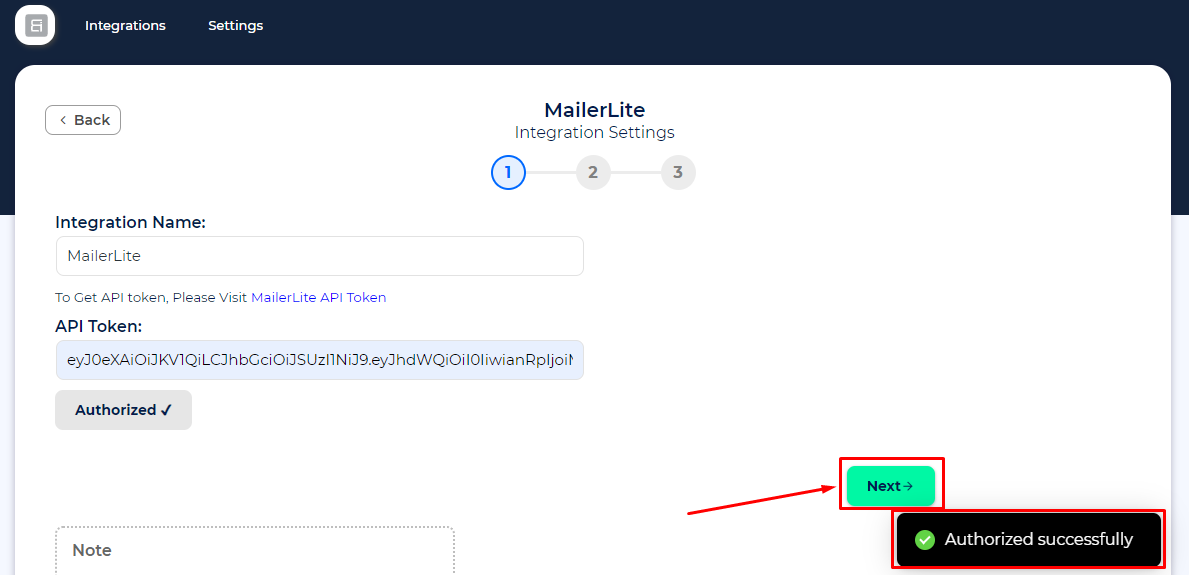 Integrations Settings
Back
MailerLite
Integration Settings
1 2 3
Integration Name:
MailerLite
To Get API token, Please Visit MailerLite API Token
API Token:
eyJ0eXAiOiJKV1QiLCJhbGciOiJSUzI1NiJ9.eyJhdWQiOiI0IiwianRpIjoiN
Authorized ✓
Next→
Authorized successfully
Note